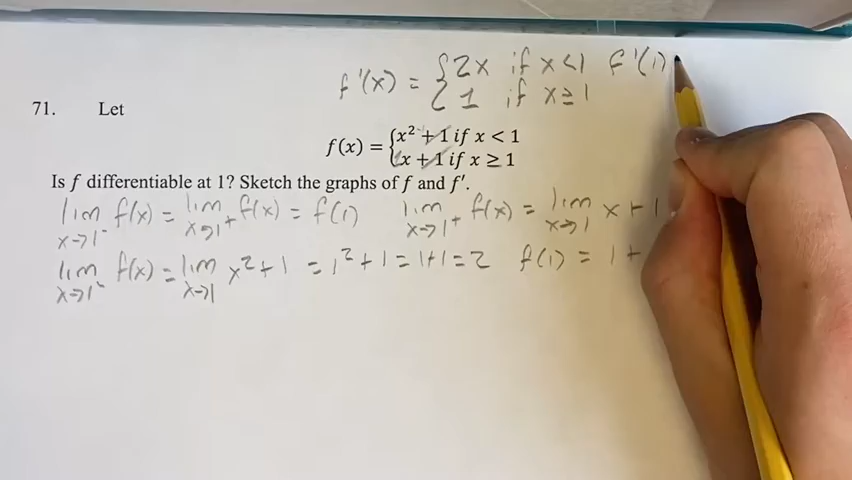 f'(x) = { 2x if x<1 f'(1)
{ 1 if x ≥ 1
71. Let
f(x) = { x² + 1 if x < 1
{ x + 1 if x ≥ 1
Is f differentiable at 1? Sketch the graphs of f and f'.
lim x→1⁻ f(x) = lim x→1⁺ f(x) = f(1) lim x→1⁺ f(x) = lim x→1 x+1
lim x→1⁻ f(x) = lim x→1 x²+1 = 1²+1 = 1+1 = 2 f(1) = 1+